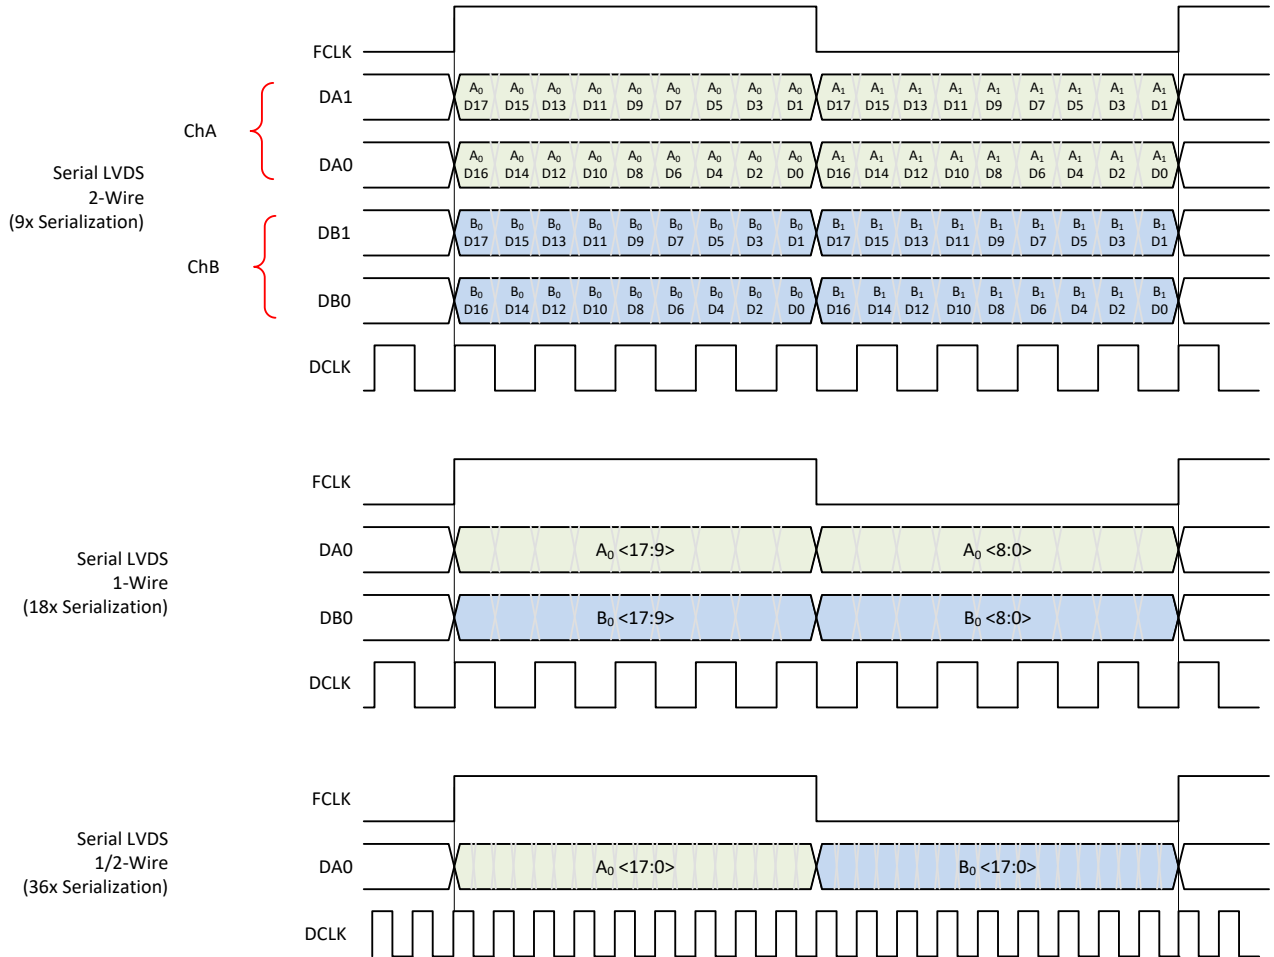 FCLK
DA1
A0 A0 A0 A0 A0 A0 A0 A0 A0 A1 A1 A1 A1 A1 A1 A1 A1 A1
D17 D15 D13 D11 D9 D7 D5 D3 D1 D17 D15 D13 D11 D9 D7 D5 D3 D1
ChA
DA0
A0 A0 A0 A0 A0 A0 A0 A0 A0 A1 A1 A1 A1 A1 A1 A1 A1 A1
D16 D14 D12 D10 D8 D6 D4 D2 D0 D16 D14 D12 D10 D8 D6 D4 D2 D0
Serial LVDS
2-Wire
(9x Serialization)
DB1
B0 B0 B0 B0 B0 B0 B0 B0 B0 B1 B1 B1 B1 B1 B1 B1 B1 B1
D17 D15 D13 D11 D9 D7 D5 D3 D1 D17 D15 D13 D11 D9 D7 D5 D3 D1
ChB
DB0
B0 B0 B0 B0 B0 B0 B0 B0 B0 B1 B1 B1 B1 B1 B1 B1 B1 B1
D16 D14 D12 D10 D8 D6 D4 D2 D0 D16 D14 D12 D10 D8 D6 D4 D2 D0
DCLK
FCLK
Serial LVDS
1-Wire
(18x Serialization)
DA0 A0 <17:9> A0 <8:0>
DB0 B0 <17:9> B0 <8:0>
DCLK
FCLK
Serial LVDS
1/2-Wire
(36x Serialization)
DA0 A0 <17:0> B0 <17:0>
DCLK